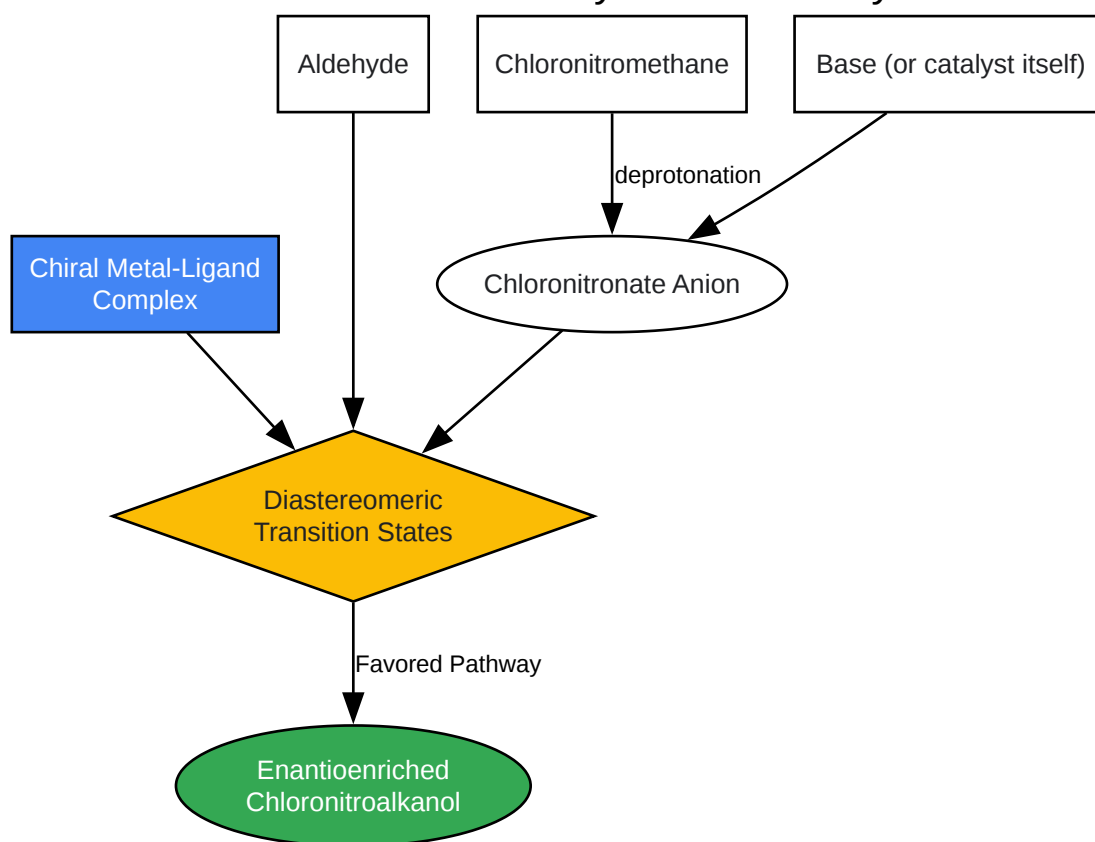 Aldehyde
Chloronitromethane
Base (or catalyst itself)
deprotonation
Chiral Metal-Ligand
Complex
Chloronitronate Anion
Diastereomeric
Transition States
Favored Pathway
Enantioenriched
Chloronitroalkanol